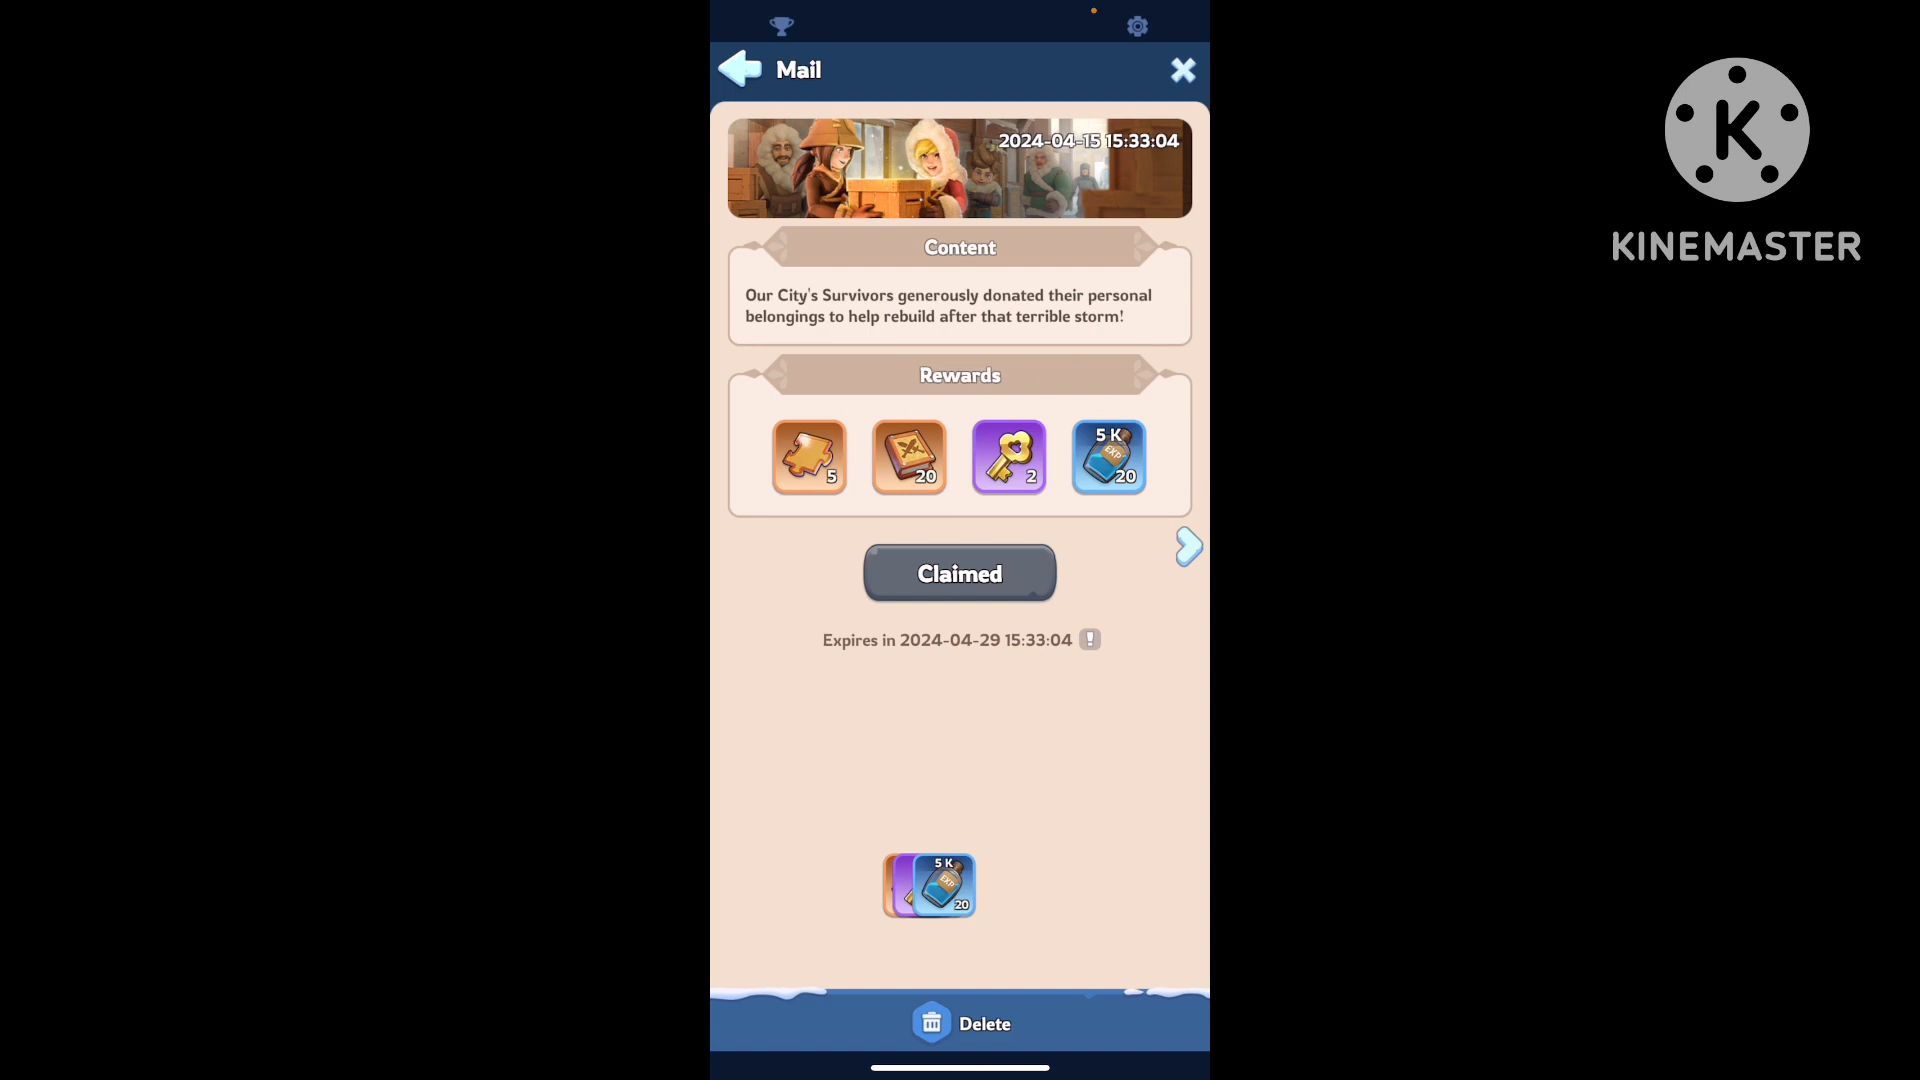 Mail
2024-04-15 15:33:04
Content
Our City's Survivors generously donated their personal
belongings to help rebuild after that terrible storm!
Rewards
5
20
2
5 K
EXP
20
Claimed
Expires in 2024-04-29 15:33:04
5 K
EXP
20
Delete
K
KINEMASTER